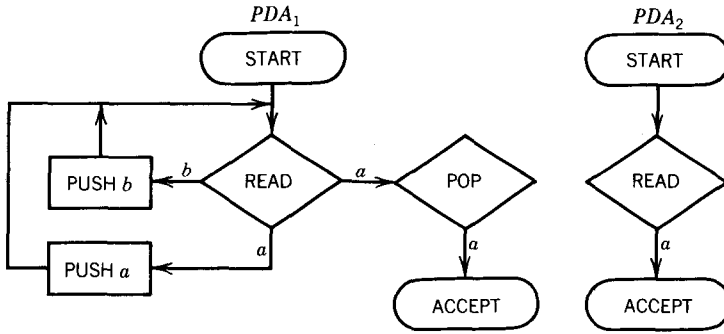 PDA₁
PDA₂
START
START
PUSH b
b
READ
a
POP
READ
a
a
a
PUSH a
ACCEPT
ACCEPT